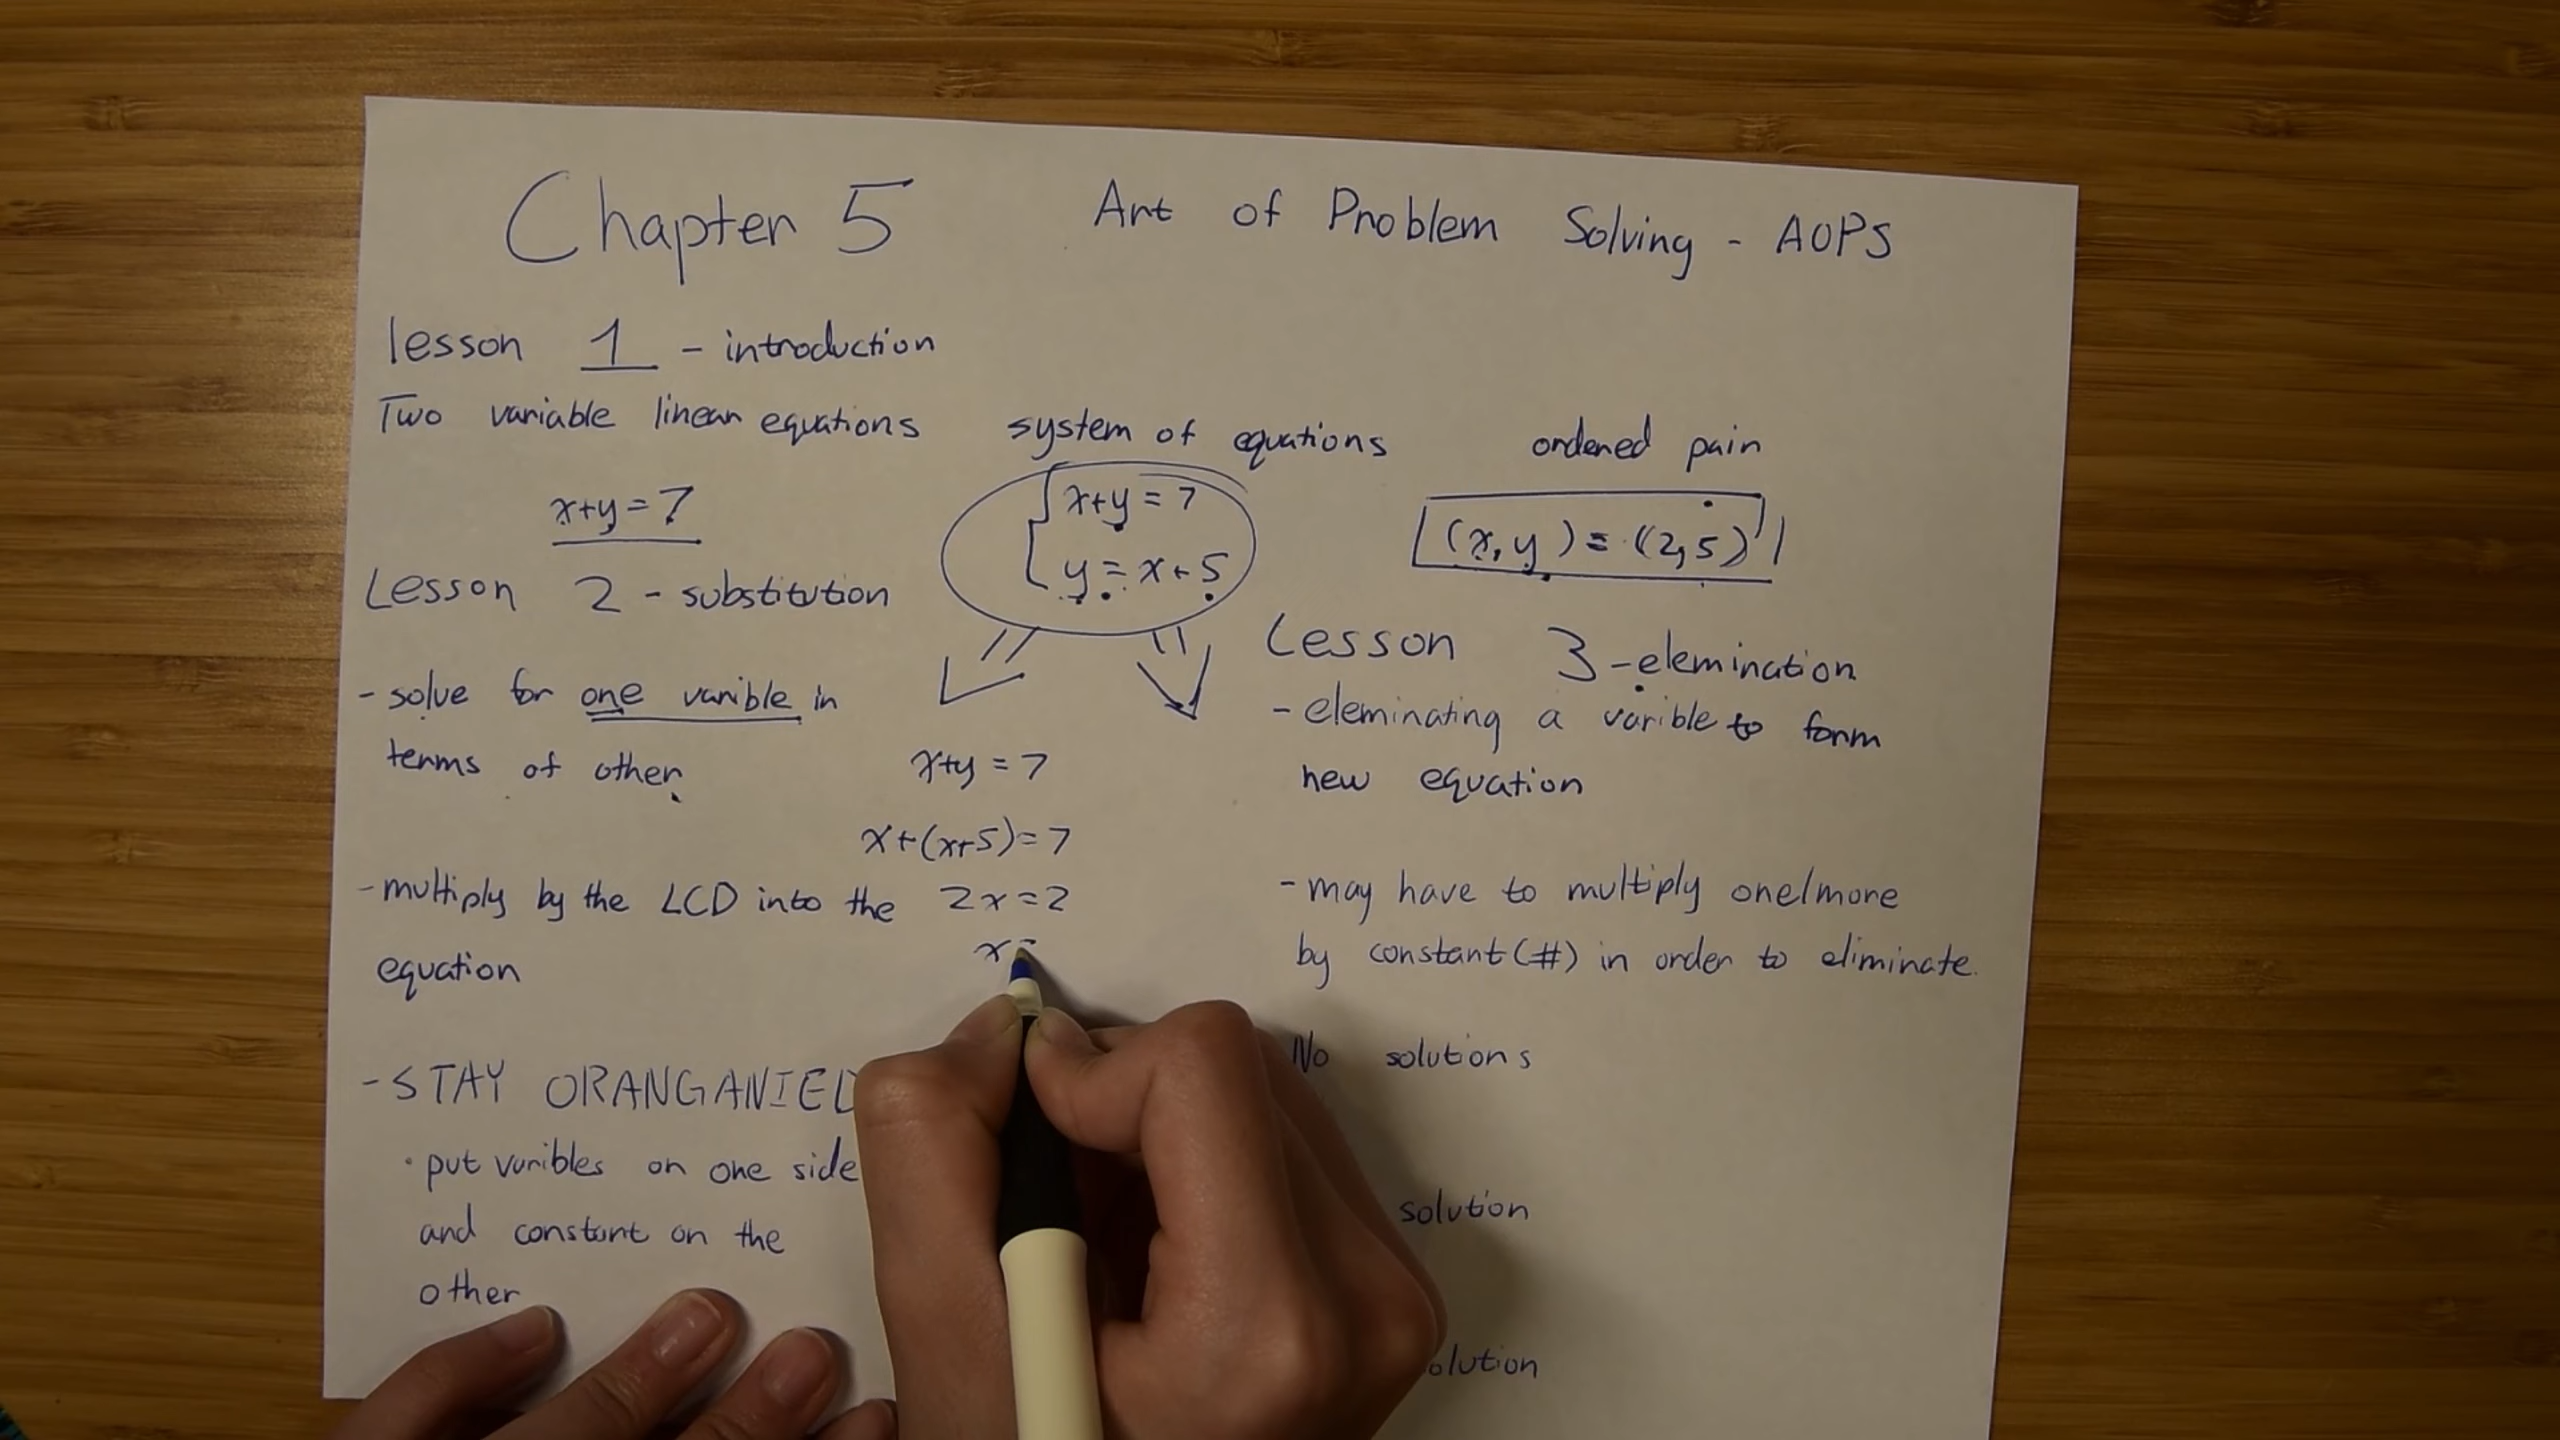 Chapter 5
Art of Problem Solving - AOPS
lesson 1 - introduction
Two variable linear equations
system of equations
ordered pair
x+y=7
x+y=7
y=x+5
(x,y)=(2,5)
Lesson 2 - substitution
- solve for one varible in
terms of other
- multiply by the LCD into the
equation
- STAY ORANGANIED
• put varibles on one side
and constant on the
other
x+y=7
x+(x+5)=7
2x=2
x=
Lesson 3 - elemination
- eleminating a varible to form
new equation
- may have to multiply one/more
by constant (#) in order to eliminate.
No solutions
solution
olution